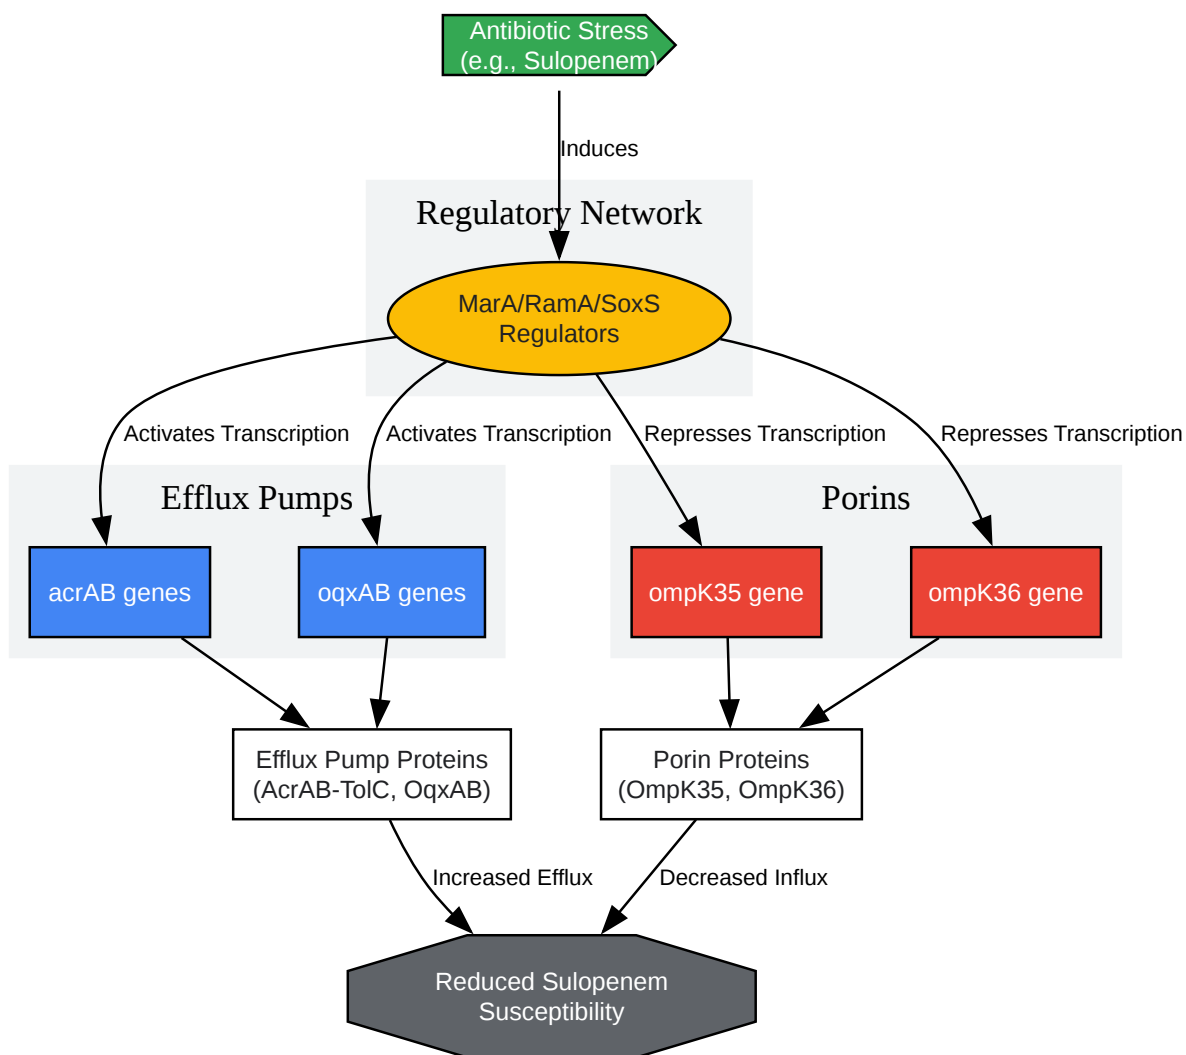 Antibiotic Stress
(e.g., Sulopenem)
Induces
Regulatory Network
MarA/RamA/SoxS
Regulators
Activates Transcription
Activates Transcription
Represses Transcription
Represses Transcription
Efflux Pumps
Porins
acrAB genes
oqxAB genes
ompK35 gene
ompK36 gene
Efflux Pump Proteins
(AcrAB-TolC, OqxAB)
Porin Proteins
(OmpK35, OmpK36)
Increased Efflux
Decreased Influx
Reduced Sulopenem
Susceptibility